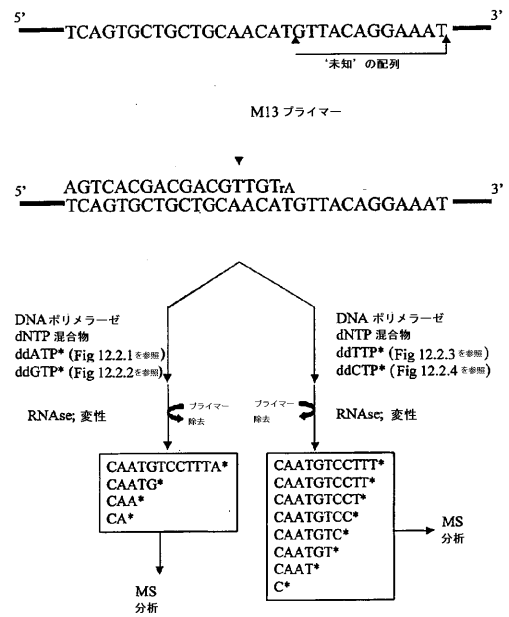 5' TCAGTGCTGCTGCAACATGTTACAGGAAAT 3'
‘未知’の配列
M13 プライマー
AGTCACGACGACGTTGTrA
5' TCAGTGCTGCTGCAACATGTTACAGGAAAT 3'
DNA ポリメラーゼ
dNTP 混合物
ddATP* (Fig 12.2.1を参照)
ddGTP* (Fig 12.2.2を参照)
DNA ポリメラーゼ
dNTP 混合物
ddTTP* (Fig 12.2.3を参照)
ddCTP* (Fig 12.2.4を参照)
RNAse; 変性
プライマー
除去
プライマー
除去
RNAse; 変性
CAATGTCCTTTA*
CAATG*
CAA*
CA*
CAATGTCCTTT*
CAATGTCCTT*
CAATGTCCT*
CAATGTCC*
CAATGTC*
CAATGT*
CAAT*
C*
MS
分析
MS
分析